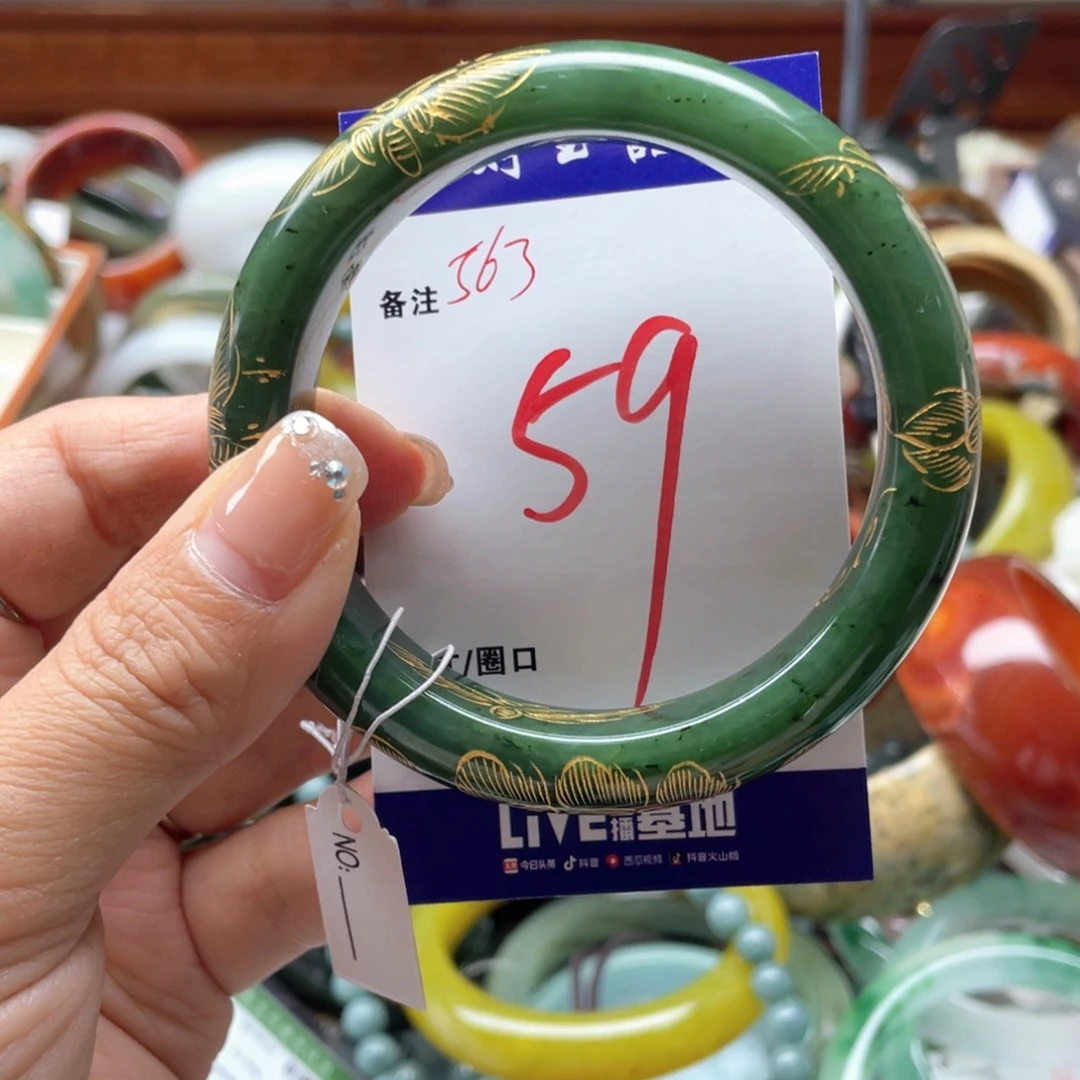 备注 563
59
/圈口
LIVE播基地
今日头条 抖音 西瓜视频 抖音火山版
NO: